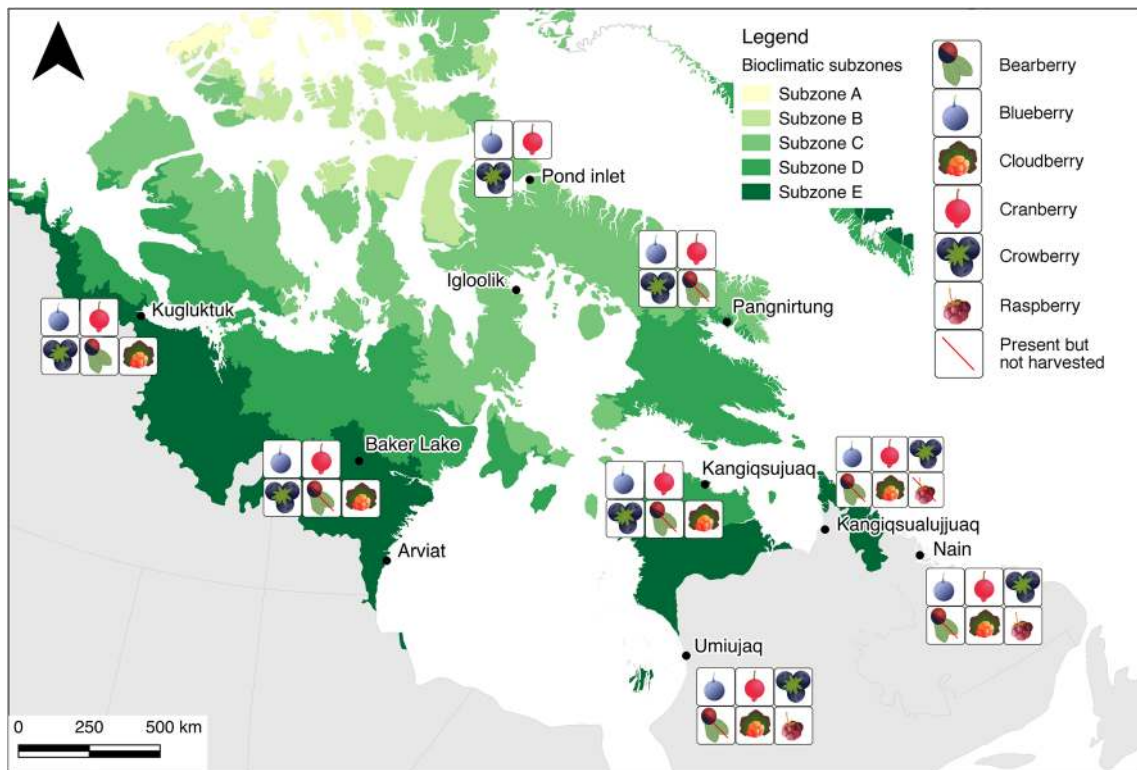 Legend
Bioclimatic subzones
Subzone A
Subzone B
Subzone C
Subzone D
Subzone E
Bearberry
Blueberry
Cloudberry
Cranberry
Crowberry
Raspberry
Present but
not harvested
Pond inlet
Igloolik
Pangnirtung
Kugluktuk
Baker Lake
Kangiqsujuaq
Kangiqsualujjuaq
Nain
Arviat
Umiujaq
0 250 500 km